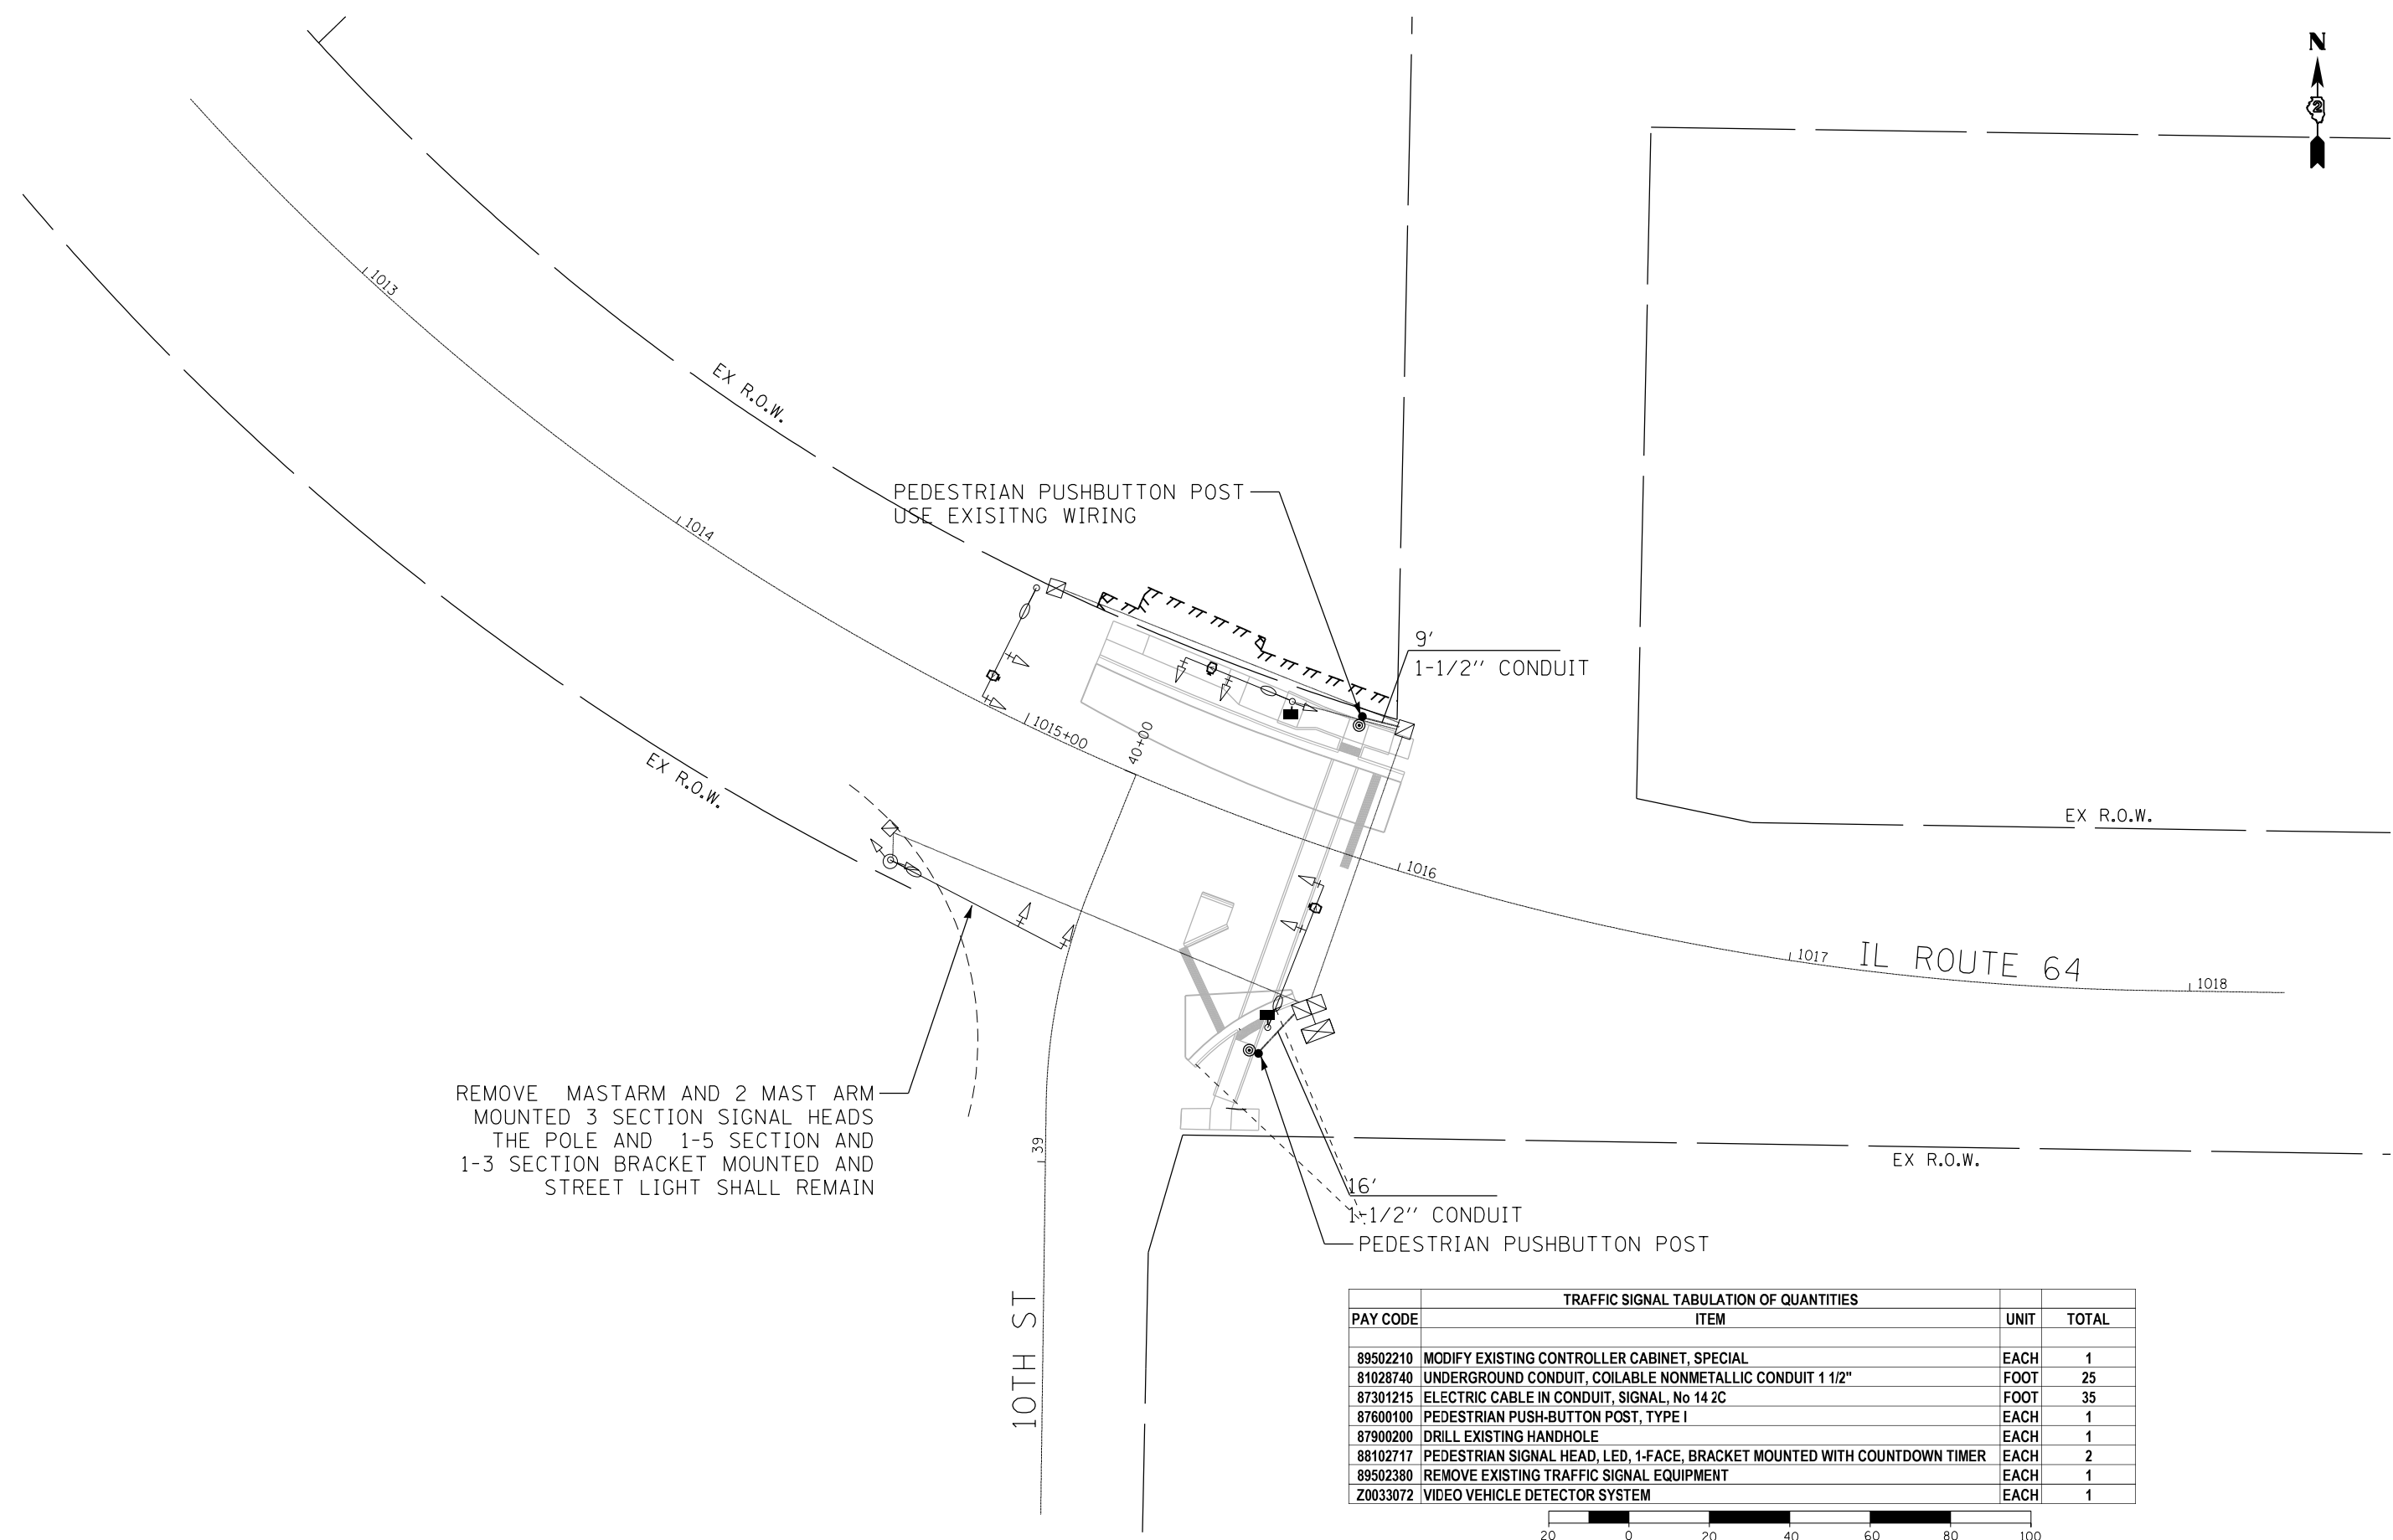 N
2
1013
EX R.O.W.
1014
PEDESTRIAN PUSHBUTTON POST
USE EXISITNG WIRING
9'
1-1/2'' CONDUIT
1015+00
40+00
EX R.O.W.
EX R.O.W.
1016
1017
IL ROUTE 64
1018
REMOVE MASTARM AND 2 MAST ARM
MOUNTED 3 SECTION SIGNAL HEADS
THE POLE AND 1-5 SECTION AND
1-3 SECTION BRACKET MOUNTED AND
STREET LIGHT SHALL REMAIN
39
EX R.O.W.
16'
1-1/2'' CONDUIT
PEDESTRIAN PUSHBUTTON POST
10TH ST
TRAFFIC SIGNAL TABULATION OF QUANTITIES
PAY CODE ITEM UNIT TOTAL
89502210 MODIFY EXISTING CONTROLLER CABINET, SPECIAL EACH 1
81028740 UNDERGROUND CONDUIT, COILABLE NONMETALLIC CONDUIT 1 1/2" FOOT 25
87301215 ELECTRIC CABLE IN CONDUIT, SIGNAL, No 14 2C FOOT 35
87600100 PEDESTRIAN PUSH-BUTTON POST, TYPE I EACH 1
87900200 DRILL EXISTING HANDHOLE EACH 1
88102717 PEDESTRIAN SIGNAL HEAD, LED, 1-FACE, BRACKET MOUNTED WITH COUNTDOWN TIMER EACH 2
89502380 REMOVE EXISTING TRAFFIC SIGNAL EQUIPMENT EACH 1
Z0033072 VIDEO VEHICLE DETECTOR SYSTEM EACH 1
20 0 20 40 60 80 100